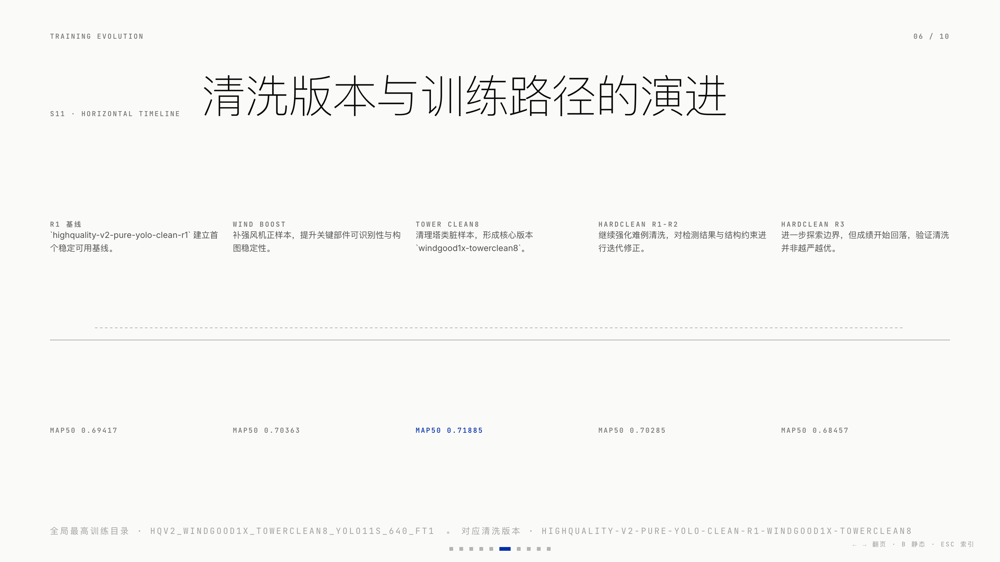 TRAINING EVOLUTION
06 / 10
清洗版本与训练路径的演进
S11 · HORIZONTAL TIMELINE
R1 基线
`highquality-v2-pure-yolo-clean-r1` 建立首
个稳定可用基线。
WIND BOOST
补强风机正样本，提升关键部件可识别性与构
图稳定性。
TOWER CLEAN8
清理塔类脏样本，形成核心版本
`windgood1x-towerclean8`。
HARDCLEAN R1-R2
继续强化难例清洗，对检测结果与结构约束进
行迭代修正。
HARDCLEAN R3
进一步探索边界，但成绩开始回落，验证清洗
并非越严越优。
MAP50 0.69417
MAP50 0.70363
MAP50 0.71885
MAP50 0.70285
MAP50 0.68457
全局最高训练目录 · HQV2_WINDGOOD1X_TOWERCLEAN8_YOLO11S_640_FT1 。 对应清洗版本 · HIGHQUALITY-V2-PURE-YOLO-CLEAN-R1-WINDGOOD1X-TOWERCLEAN8
← → 翻页 · B 静态 · ESC 索引